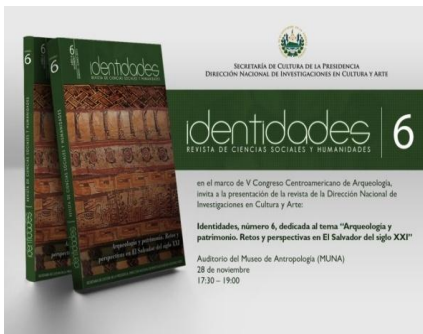 SECRETARÍA DE CULTURA DE LA PRESIDENCIA
DIRECCIÓN NACIONAL DE INVESTIGACIONES EN CULTURA Y ARTE
identidades 6
REVISTA DE CIENCIAS SOCIALES Y HUMANIDADES
en el marco de V Congreso Centroamericano de Arqueología,
invita a la presentación de la revista de la Dirección Nacional de
Investigaciones en Cultura y Arte:
Identidades, número 6, dedicada al tema "Arqueología y
patrimonio. Retos y perspectivas en El Salvador del siglo XXI"
Auditorio del Museo de Antropología (MUNA)
28 de noviembre
17:30 – 19:00
6
identidades
REVISTA DE CIENCIAS SOCIALES Y HUMANIDADES
Arqueología y patrimonio. Retos y
perspectivas en El Salvador del siglo XXI
6